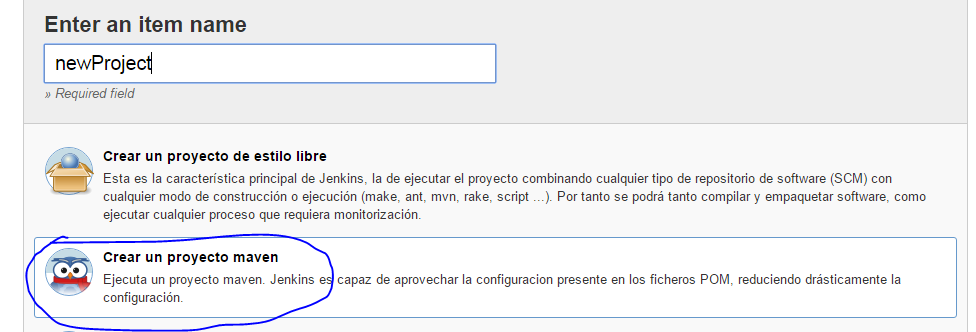 Enter an item name
newProject
» Required field
Crear un proyecto de estilo libre
Esta es la característica principal de Jenkins, la de ejecutar el proyecto combinando cualquier tipo de repositorio de software (SCM) con
cualquier modo de construcción o ejecución (make, ant, mvn, rake, script ...). Por tanto se podrá tanto compilar y empaquetar software, como
ejecutar cualquier proceso que requiera monitorización.
Crear un proyecto maven
Ejecuta un proyecto maven. Jenkins es capaz de aprovechar la configuracion presente en los ficheros POM, reduciendo drásticamente la
configuración.